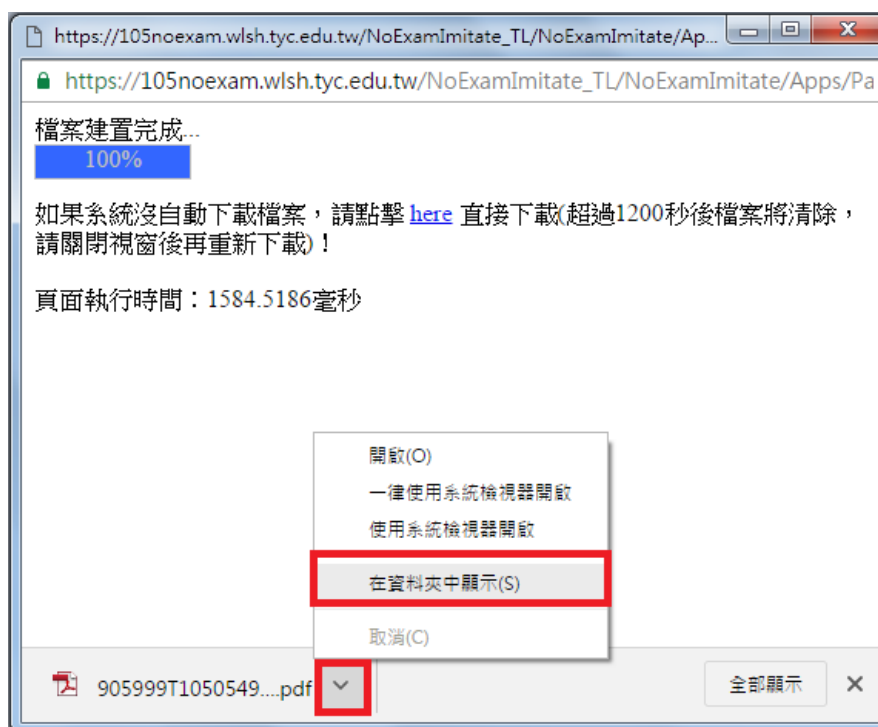 https://105noexam.wlsh.tyc.edu.tw/NoExamImitate_TL/NoExamImitate/Ap...
https://105noexam.wlsh.tyc.edu.tw/NoExamImitate_TL/NoExamImitate/Apps/Pa
檔案建置完成...
100%
如果系統沒自動下載檔案，請點擊 here 直接下載(超過1200秒後檔案將清除，
請關閉視窗後再重新下載)！
頁面執行時間：1584.5186毫秒
開啟(O)
一律使用系統檢視器開啟
使用系統檢視器開啟
在資料夾中顯示(S)
取消(C)
905999T1050549....pdf
全部顯示